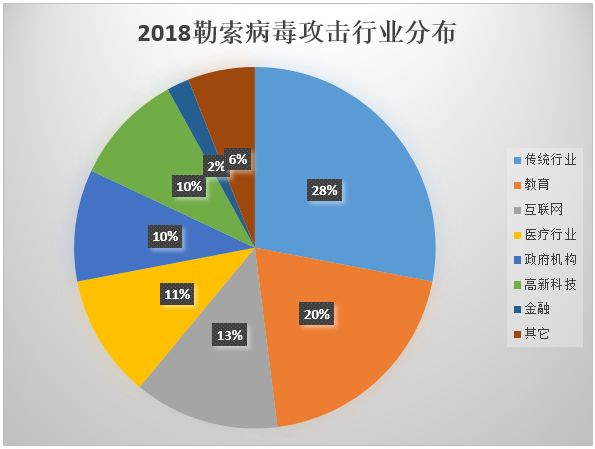 2018勒索病毒攻击行业分布
6%
2%
28%
10%
10%
11%
20%
13%
传统行业
教育
互联网
医疗行业
政府机构
高新科技
金融
其它